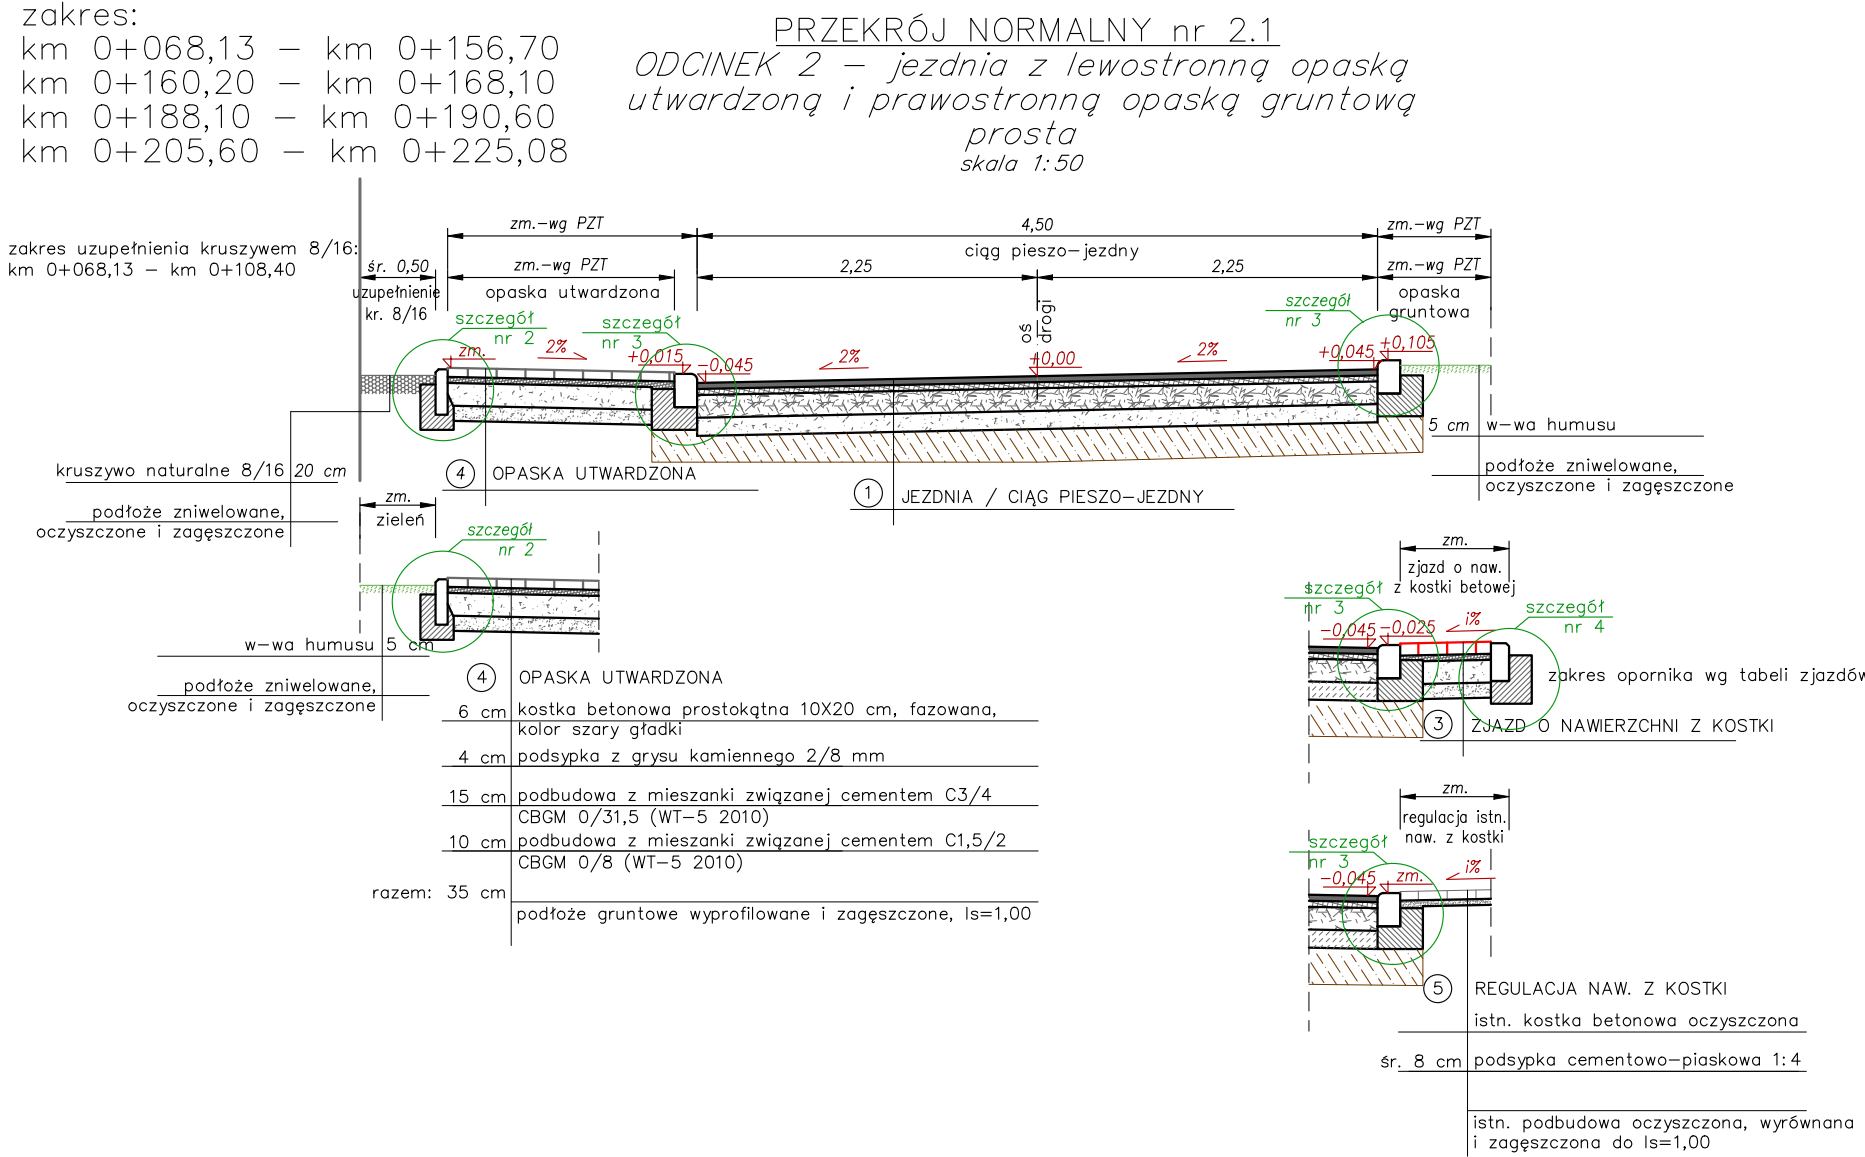 zakres:
km 0+068,13 – km 0+156,70
km 0+160,20 – km 0+168,10
km 0+188,10 – km 0+190,60
km 0+205,60 – km 0+225,08
PRZEKRÓJ NORMALNY nr 2.1
ODCINEK 2 – jezdnia z lewostronną opaską
utwardzoną i prawostronną opaską gruntową
prosta
skala 1:50
zakres uzupełnienia kruszywem 8/16:
km 0+068,13 – km 0+108,40
zm.–wg PZT
4,50
zm.–wg PZT
ciąg pieszo–jezdny
śr. 0,50
zm.–wg PZT
2,25
2,25
zm.–wg PZT
uzupełnienie
kr. 8/16
opaska utwardzona
oś
drogi
opaska
gruntowa
szczegół
nr 2
szczegół
nr 3
szczegół
nr 3
zm.
2%
+0,015
–0,045
2%
+0,00
2%
+0,045
+0,105
kruszywo naturalne 8/16 20 cm
podłoże zniwelowane,
oczyszczone i zagęszczone
4 OPASKA UTWARDZONA
1 JEZDNIA / CIĄG PIESZO–JEZDNY
5 cm w–wa humusu
podłoże zniwelowane,
oczyszczone i zagęszczone
zm.
zieleń
szczegół
nr 2
w–wa humusu 5 cm
podłoże zniwelowane,
oczyszczone i zagęszczone
4 OPASKA UTWARDZONA
6 cm kostka betonowa prostokątna 10X20 cm, fazowana,
kolor szary gładki
4 cm podsypka z grysu kamiennego 2/8 mm
15 cm podbudowa z mieszanki związanej cementem C3/4
CBGM 0/31,5 (WT–5 2010)
10 cm podbudowa z mieszanki związanej cementem C1,5/2
CBGM 0/8 (WT–5 2010)
razem: 35 cm
podłoże gruntowe wyprofilowane i zagęszczone, Is=1,00
zm.
zjazd o naw.
z kostki betowej
szczegół
nr 3
szczegół
nr 4
–0,045
–0,025
i%
zakres opornika wg tabeli zjazdów
3 ZJAZD O NAWIERZCHNI Z KOSTKI
zm.
regulacja istn.
naw. z kostki
szczegół
nr 3
–0,045
zm.
i%
5 REGULACJA NAW. Z KOSTKI
istn. kostka betonowa oczyszczona
śr. 8 cm podsypka cementowo–piaskowa 1:4
istn. podbudowa oczyszczona, wyrównana
i zagęszczona do Is=1,00